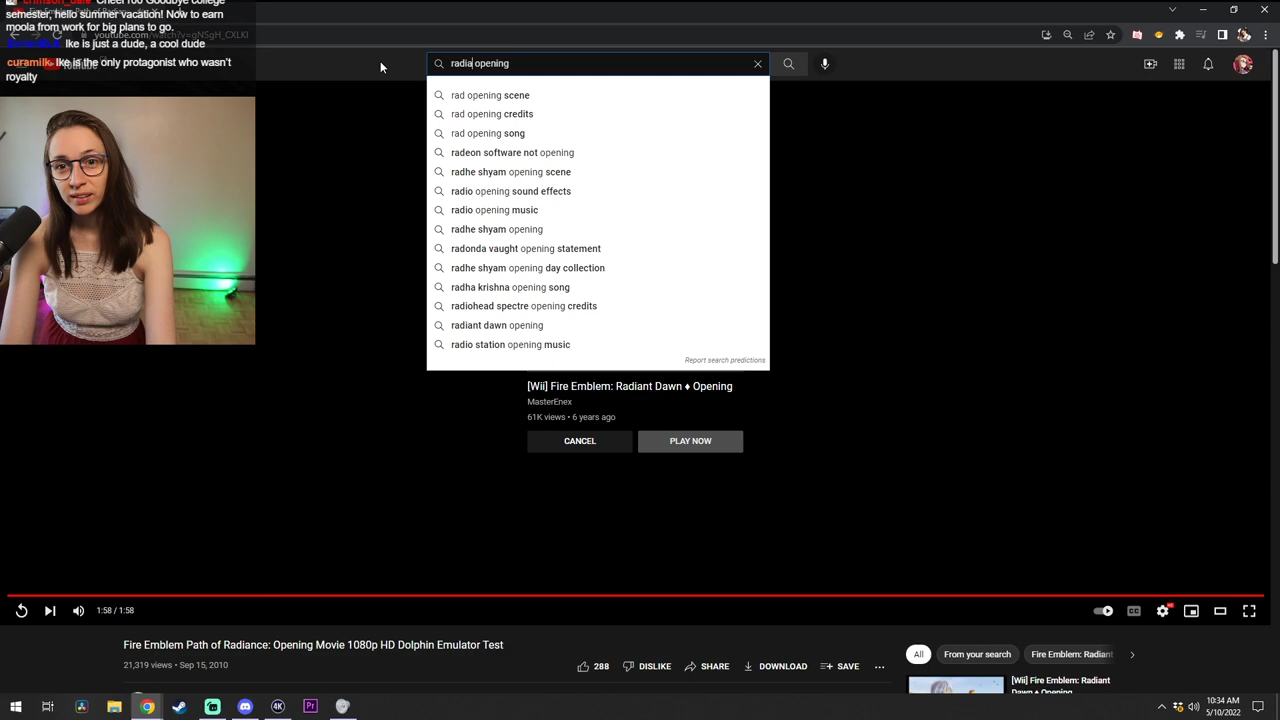 crimson_dale: Cheer100 Goodbye college
semester, hello summer vacation! Now to earn
moola from work for big plans to go.
Ike is just a dude, a cool dude
curamilk: Ike is the only protagonist who wasn't
royalty
youtube.com/watch?v=gNSgH_CXLKI
radia opening
rad opening scene
rad opening credits
rad opening song
radeon software not opening
radhe shyam opening scene
radio opening sound effects
radio opening music
radhe shyam opening
radonda vaught opening statement
radhe shyam opening day collection
radha krishna opening song
radiohead spectre opening credits
radiant dawn opening
radio station opening music
Report search predictions
[Wii] Fire Emblem: Radiant Dawn ♦ Opening
MasterEnex
61K views • 6 years ago
CANCEL
PLAY NOW
1:58 / 1:58
Fire Emblem Path of Radiance: Opening Movie 1080p HD Dolphin Emulator Test
21,319 views • Sep 15, 2010
288
DISLIKE
SHARE
DOWNLOAD
SAVE
All
From your search
Fire Emblem: Radiant
[Wii] Fire Emblem: Radiant
Dawn ♦ Opening
10:34 AM
5/10/2022